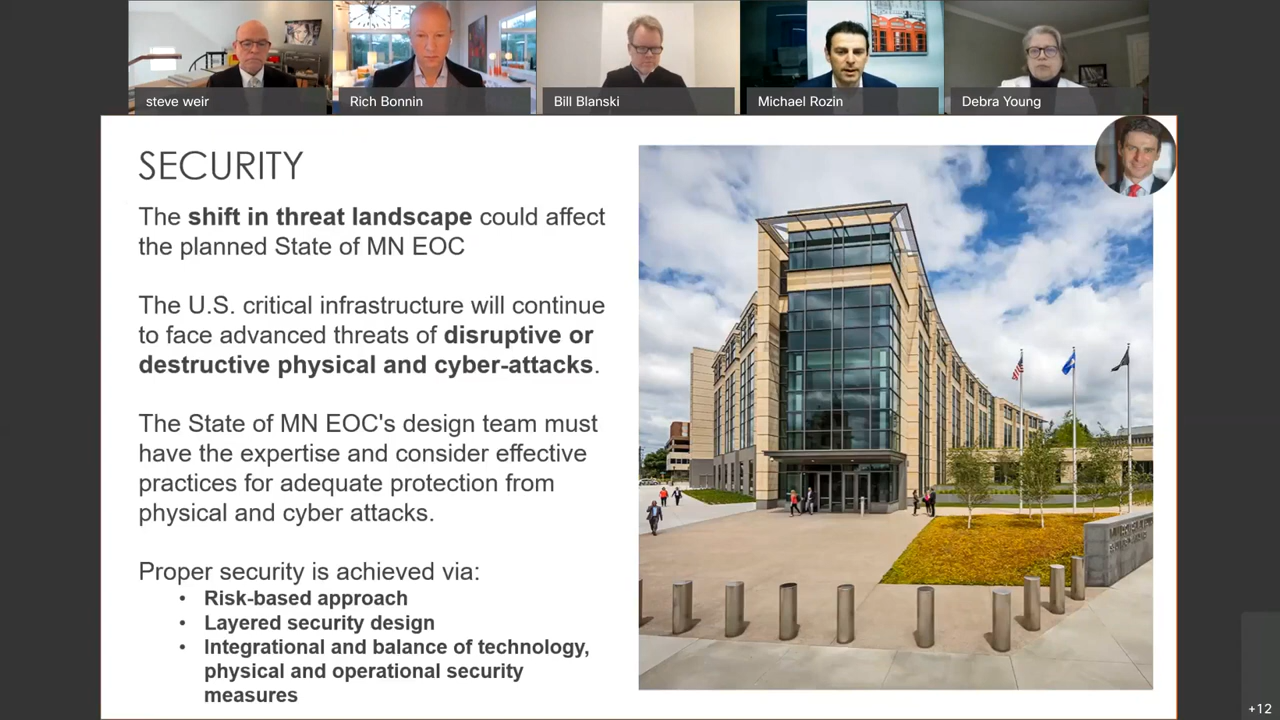 steve weir
Rich Bonnin
Bill Blanski
Michael Rozin
Debra Young
SECURITY
The shift in threat landscape could affect
the planned State of MN EOC
The U.S. critical infrastructure will continue
to face advanced threats of disruptive or
destructive physical and cyber-attacks.
The State of MN EOC's design team must
have the expertise and consider effective
practices for adequate protection from
physical and cyber attacks.
Proper security is achieved via:
• Risk-based approach
• Layered security design
• Integrational and balance of technology,
physical and operational security
measures
+12